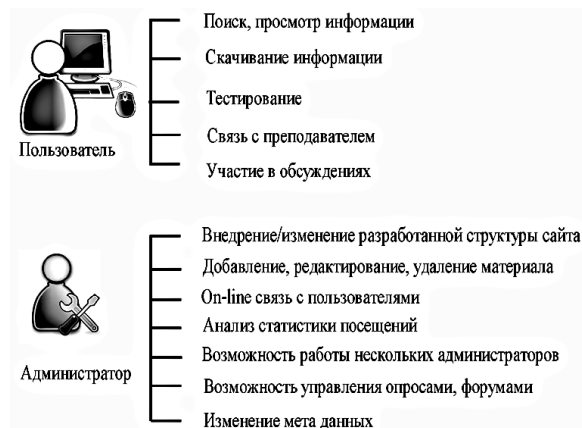 Поиск, просмотр информации
Скачивание информации
Тестирование
Связь с преподавателем
Участие в обсуждениях
Пользователь
Внедрение/изменение разработанной структуры сайта
Добавление, редактирование, удаление материала
On-line связь с пользователями
Анализ статистики посещений
Возможность работы нескольких администраторов
Возможность управления опросами, форумами
Изменение мета данных
Администратор